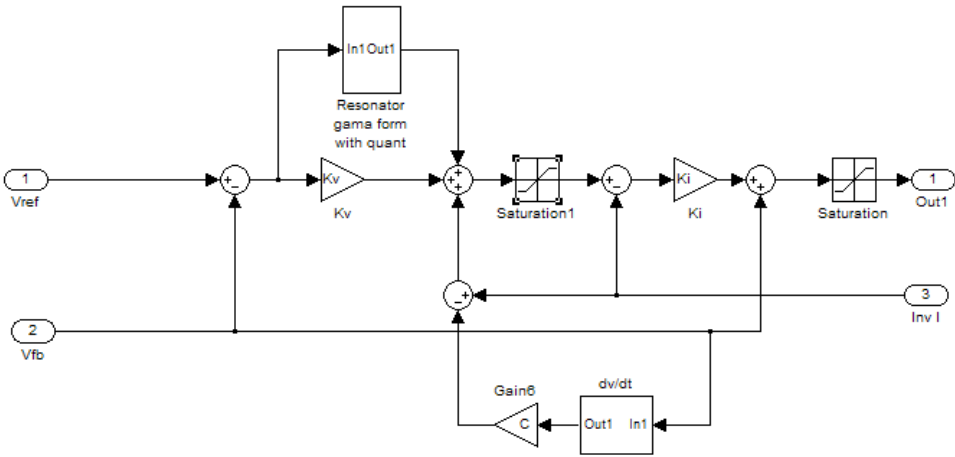 In1 Out1
Resonator
gama form
with quant
1
Vref
+
−
Kv
Kv
+
+
+
Saturation1
+
−
Ki
Ki
+
+
Saturation
1
Out1
−
+
3
Inv I
2
Vfb
Gain6
C
dv/dt
Out1 In1